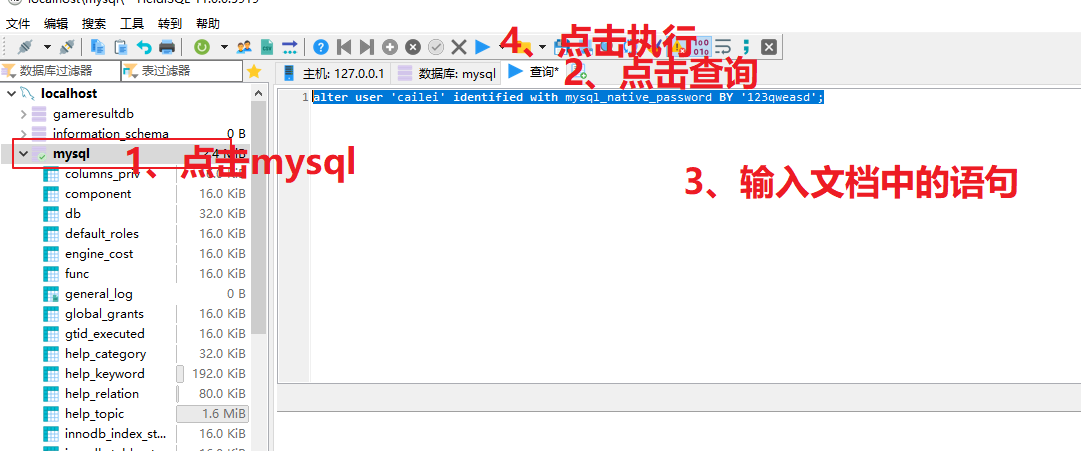 localhost\mysql\ - HeidiSQL 11.0.0.5919
文件 编辑 搜索 工具 转到 帮助
4、点击执行
数据库过滤器 表过滤器
主机: 127.0.0.1 数据库: mysql 查询*
2、点击查询
localhost
1 alter user 'cailei' identified with mysql_native_password BY '123qweasd';
gameresultdb
information_schema 0 B
mysql 2.4 MiB
1、点击mysql
columns_priv 16.0 KiB
3、输入文档中的语句
component 16.0 KiB
db 32.0 KiB
default_roles 16.0 KiB
engine_cost 16.0 KiB
func 16.0 KiB
general_log 0 B
global_grants 16.0 KiB
gtid_executed 16.0 KiB
help_category 32.0 KiB
help_keyword 192.0 KiB
help_relation 80.0 KiB
help_topic 1.6 MiB
innodb_index_st... 16.0 KiB